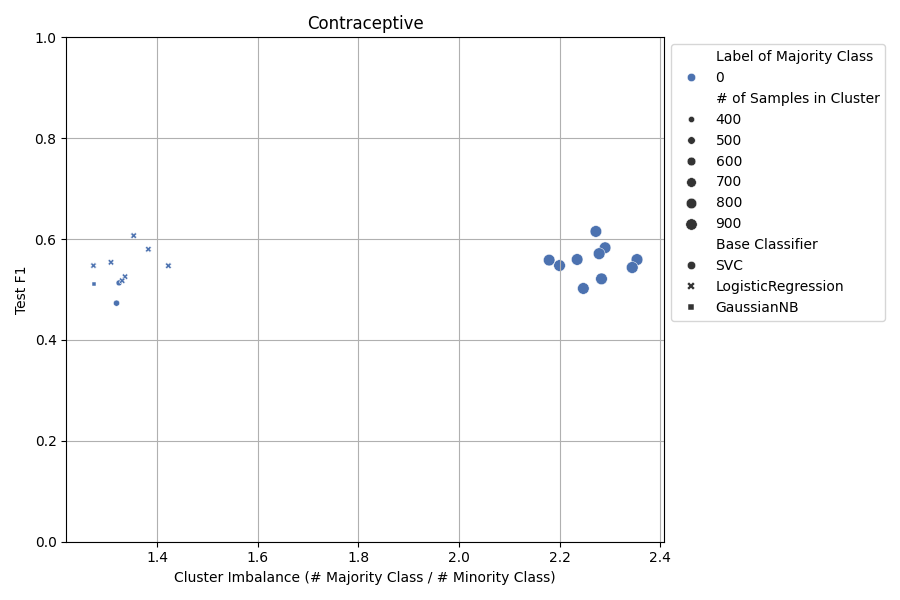 Contraceptive
1.0
0.8
0.6
0.4
0.2
0.0
Test F1
1.4
1.6
1.8
2.0
2.2
2.4
Cluster Imbalance (# Majority Class / # Minority Class)
Label of Majority Class
0
# of Samples in Cluster
400
500
600
700
800
900
Base Classifier
SVC
LogisticRegression
GaussianNB